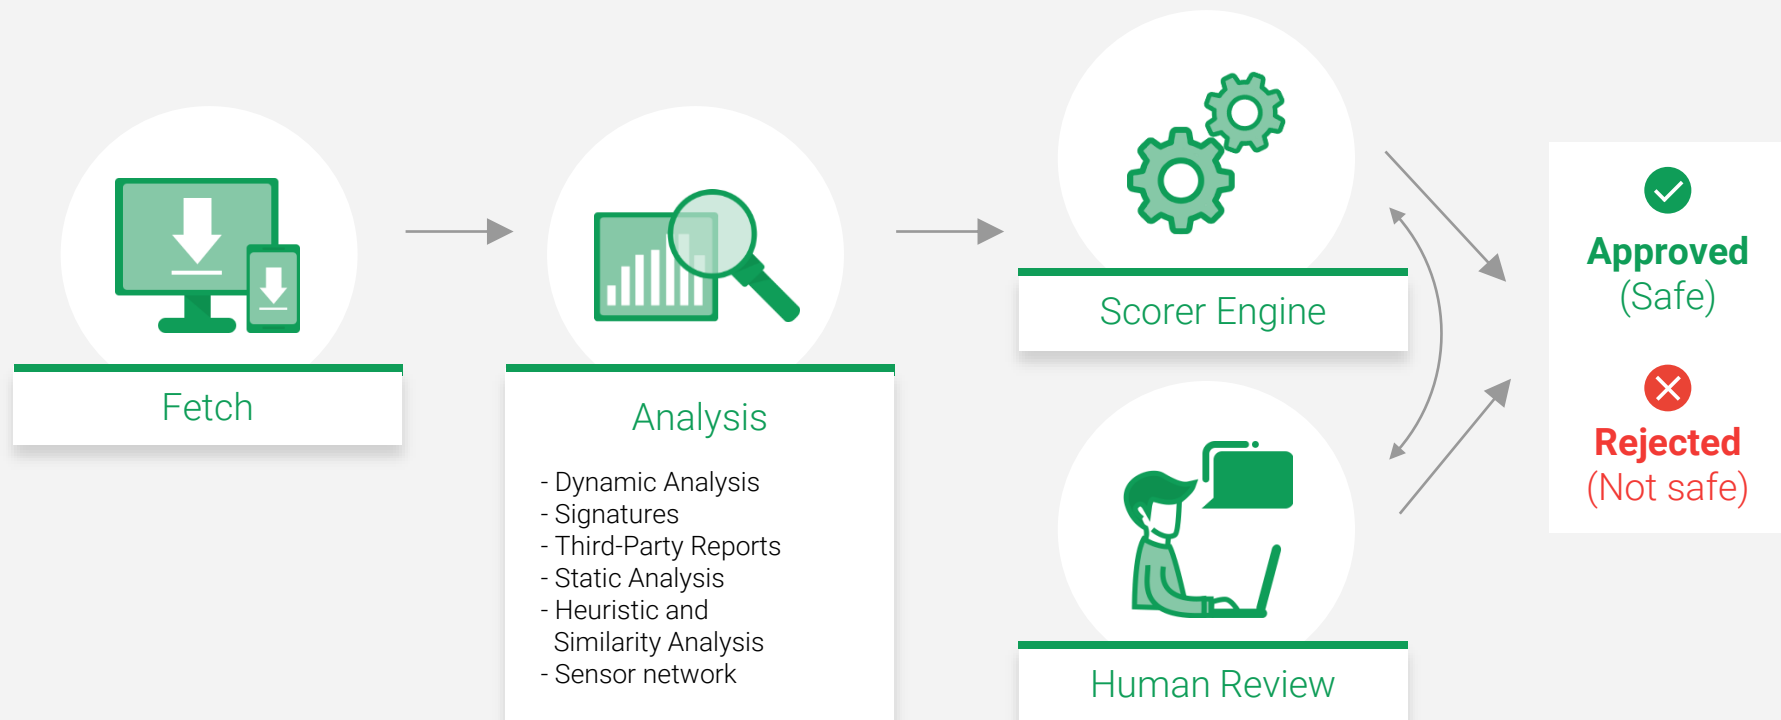 Fetch
Analysis
- Dynamic Analysis
- Signatures
- Third-Party Reports
- Static Analysis
- Heuristic and
Similarity Analysis
- Sensor network
Scorer Engine
Human Review
Approved
(Safe)
Rejected
(Not safe)